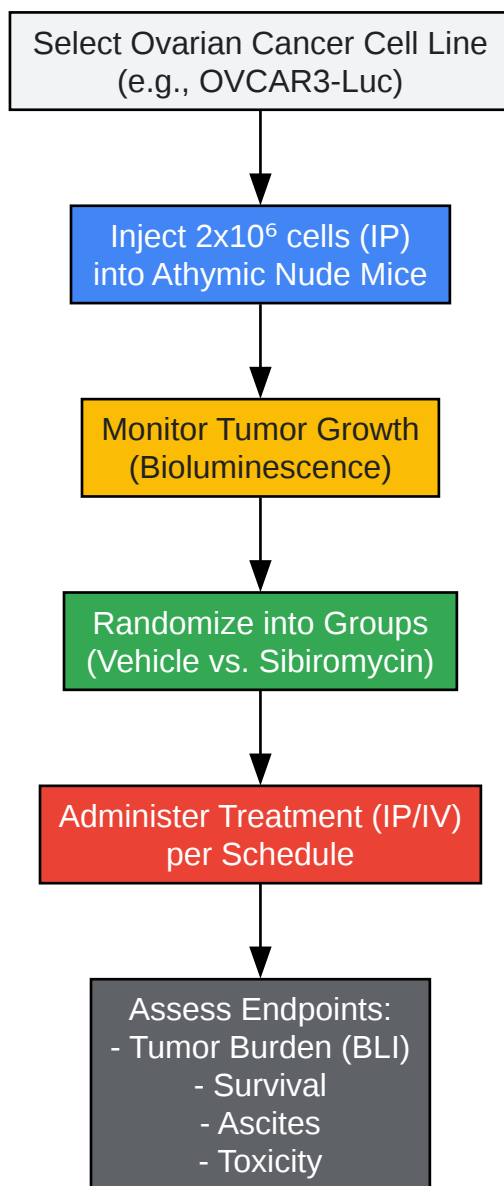 Select Ovarian Cancer Cell Line
(e.g., OVCAR3-Luc)
Inject 2x10⁶ cells (IP)
into Athymic Nude Mice
Monitor Tumor Growth
(Bioluminescence)
Randomize into Groups
(Vehicle vs. Sibiromycin)
Administer Treatment (IP/IV)
per Schedule
Assess Endpoints:
- Tumor Burden (BLI)
- Survival
- Ascites
- Toxicity